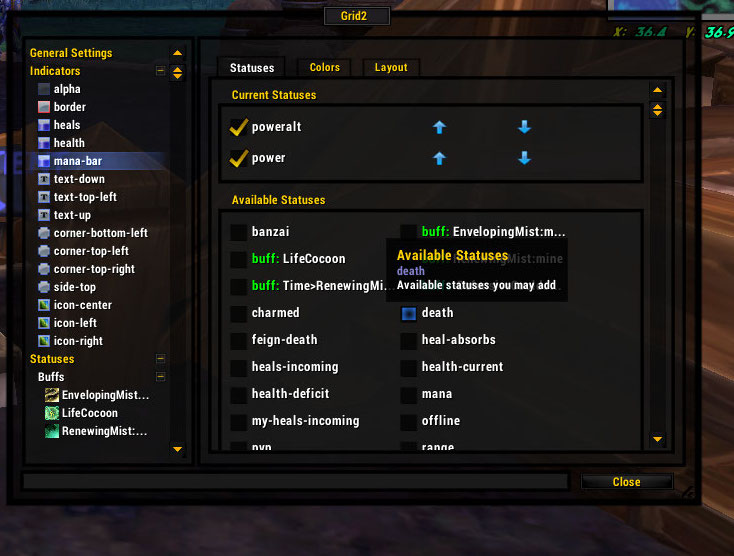 Grid2
X: 36.4 Y: 36.9
General Settings
Indicators
alpha
border
heals
health
mana-bar
text-down
text-top-left
text-up
corner-bottom-left
corner-top-left
corner-top-right
side-top
icon-center
icon-left
icon-right
Statuses
Buffs
EnvelopingMist...
LifeCocoon
RenewingMist:...
Statuses Colors Layout
Current Statuses
poweralt
power
Available Statuses
banzai buff: EnvelopingMist:m...
buff: LifeCocoon RenewingMist:mine
buff: Time>RenewingMi...
Available Statuses
death
Available statuses you may add
charmed death
feign-death heal-absorbs
heals-incoming health-current
health-deficit mana
my-heals-incoming offline
pvp range
Close